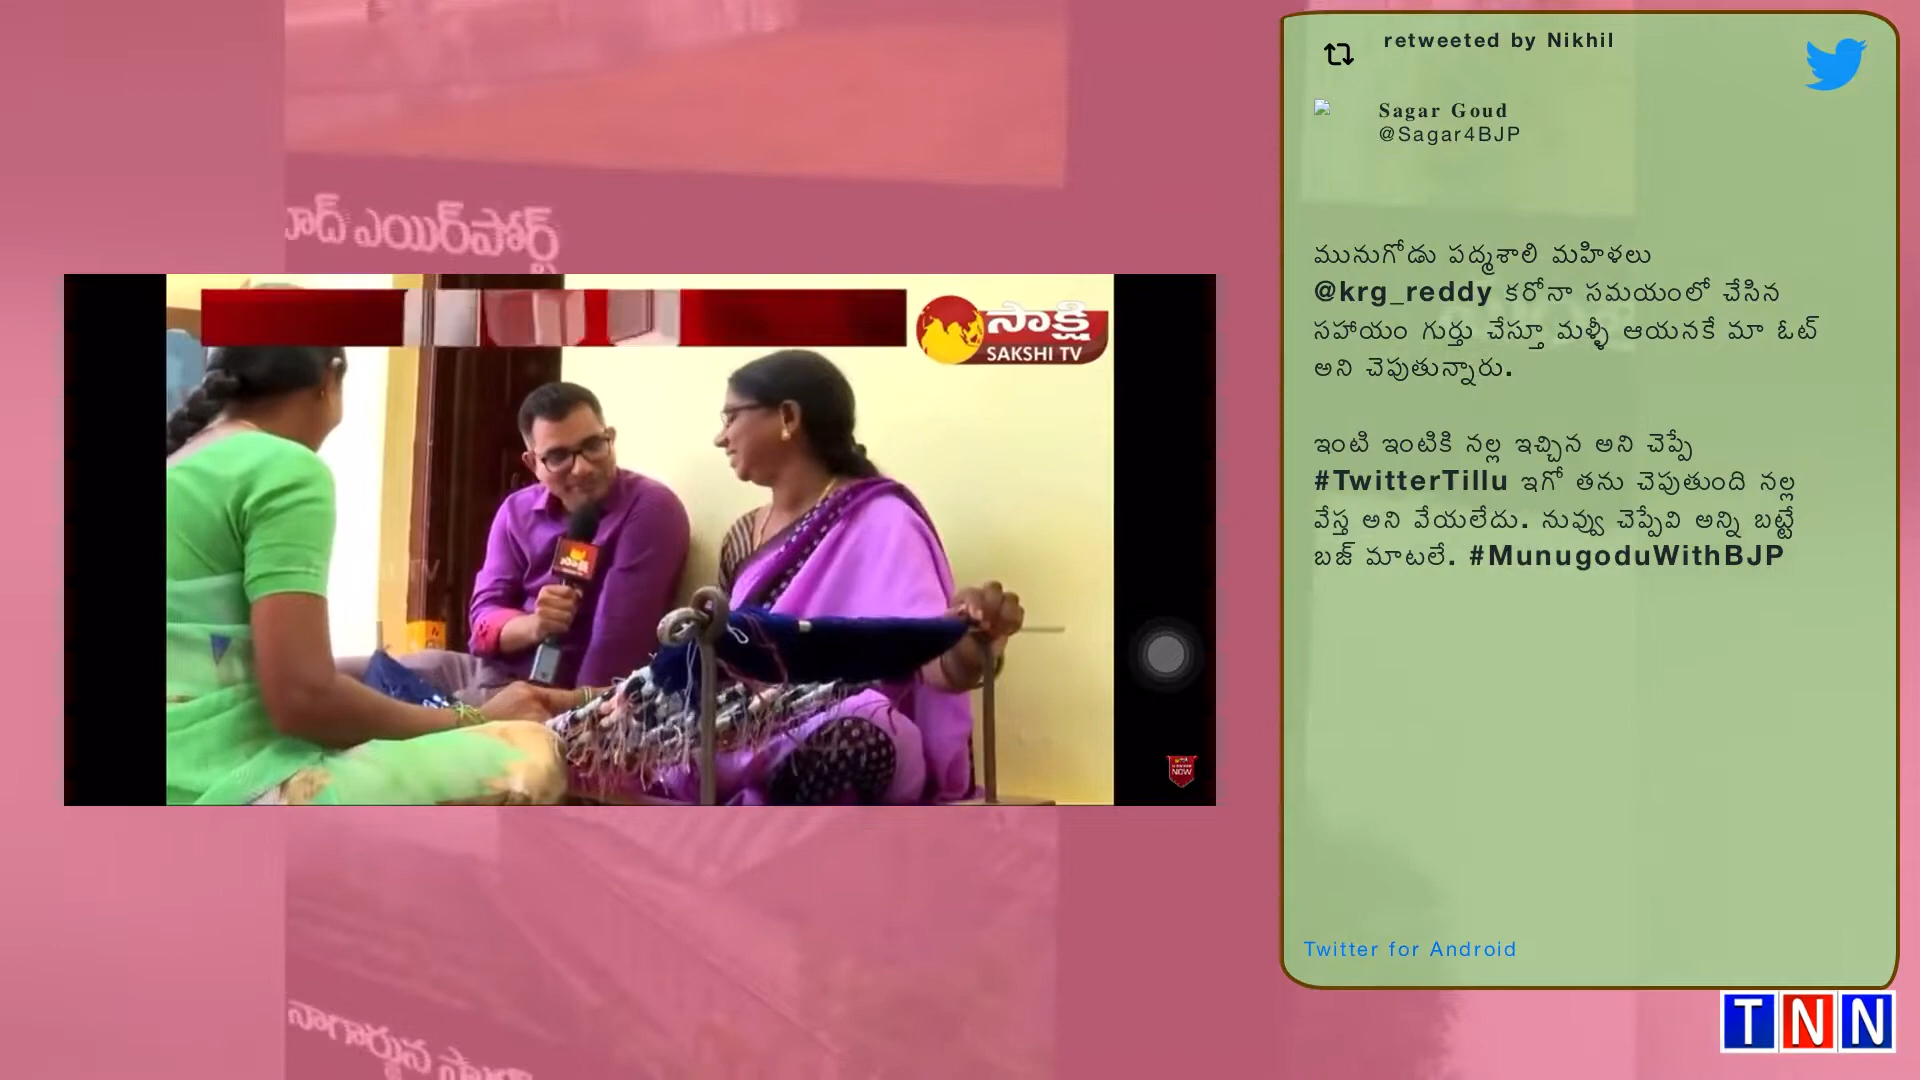 retweeted by Nikhil
Sagar Goud
@Sagar4BJP
ాద్ ఎయిర్‌పోర్ట్
మునుగోడు పద్మశాలి మహిళలు
@krg_reddy కరోనా సమయంలో చేసిన
సహాయం గుర్తు చేస్తూ మళ్ళీ ఆయనకే మా ఓట్
అని చెపుతున్నారు.
ఇంటి ఇంటికి నల్ల ఇచ్చిన అని చెప్పే
#TwitterTillu ఇగో తను చెపుతుంది నల్ల
వేస్త అని వేయలేదు. నువ్వు చెప్పేవి అన్ని బట్టే
బజ్ మాటలే. #MunugoduWithBJP
సాక్షి
SAKSHI TV
సాక్షి
NOW
Twitter for Android
నాగార్జున
TNN